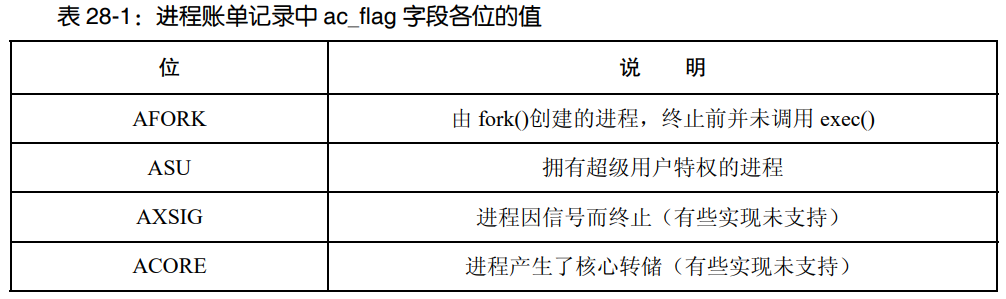 表 28-1：进程账单记录中 ac_flag 字段各位的值
位 说 明
AFORK 由 fork()创建的进程，终止前并未调用 exec()
ASU 拥有超级用户特权的进程
AXSIG 进程因信号而终止（有些实现未支持）
ACORE 进程产生了核心转储（有些实现未支持）